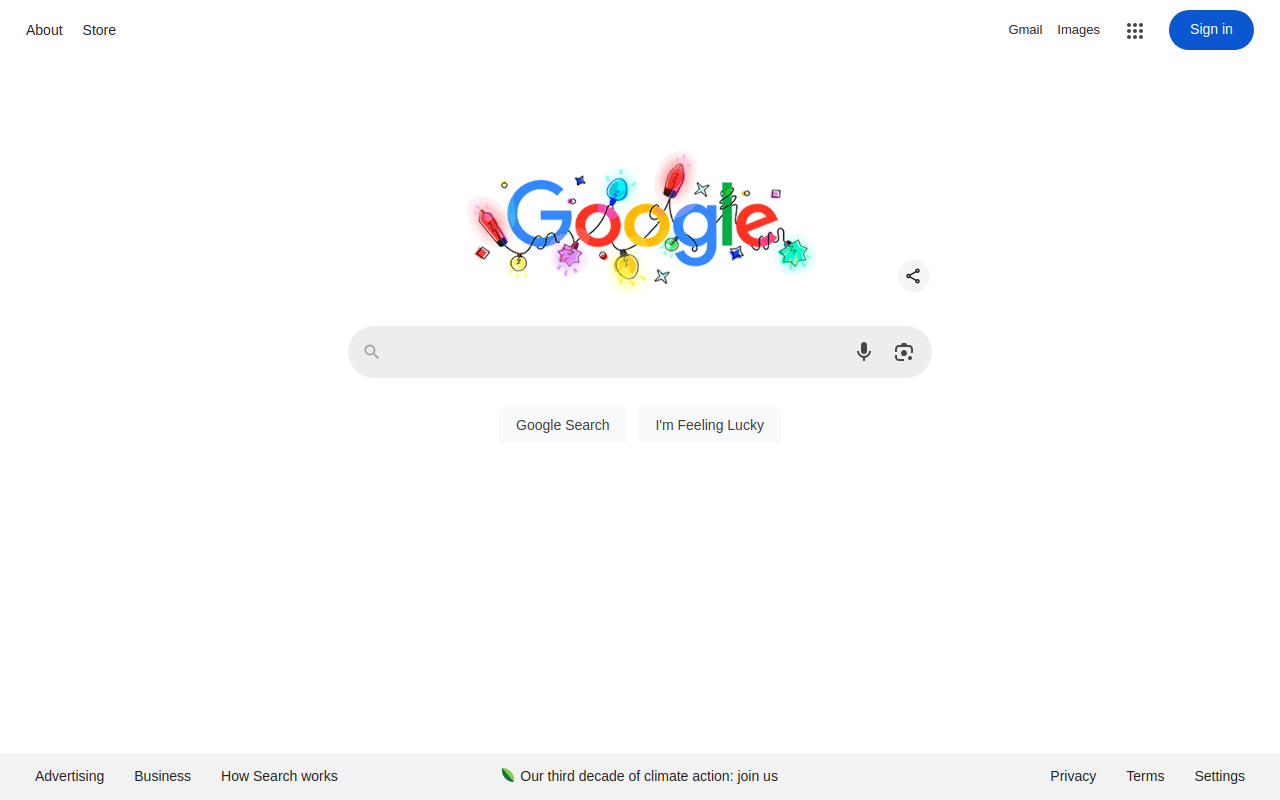 About Store Gmail Images Sign in
Google
Google Search I'm Feeling Lucky
Advertising Business How Search works Our third decade of climate action: join us Privacy Terms Settings